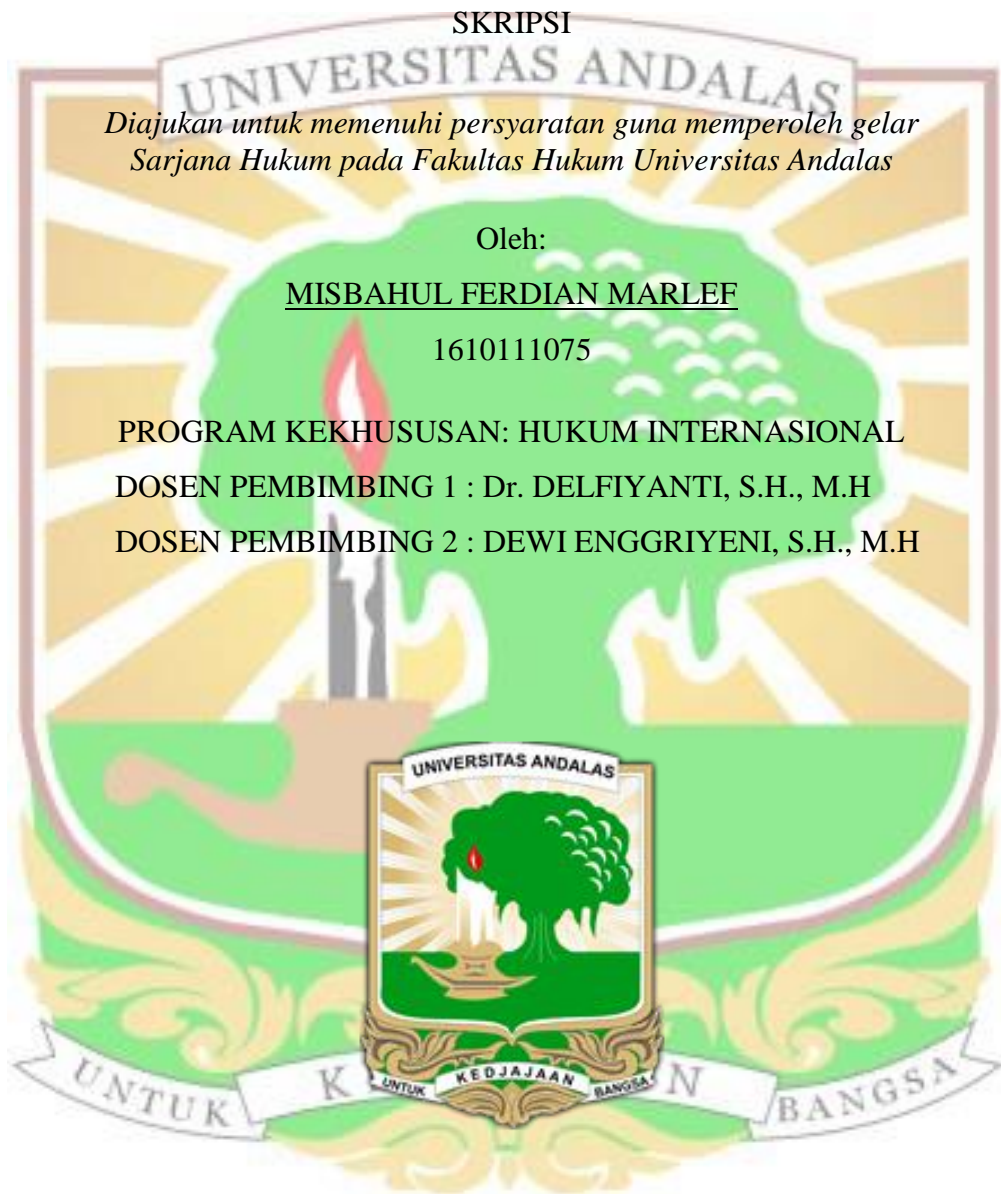 SKRIPSI
UNIVERSITAS ANDALAS
Diajukan untuk memenuhi persyaratan guna memperoleh gelar
Sarjana Hukum pada Fakultas Hukum Universitas Andalas
Oleh:
MISBAHUL FERDIAN MARLEF
1610111075
PROGRAM KEKHUSUSAN: HUKUM INTERNASIONAL
DOSEN PEMBIMBING 1 : Dr. DELFIYANTI, S.H., M.H
DOSEN PEMBIMBING 2 : DEWI ENGGRIYENI, S.H., M.H
UNIVERSITAS ANDALAS
UNTUK KEDJAJAAN BANGSA
UNTUK K N BANGSA